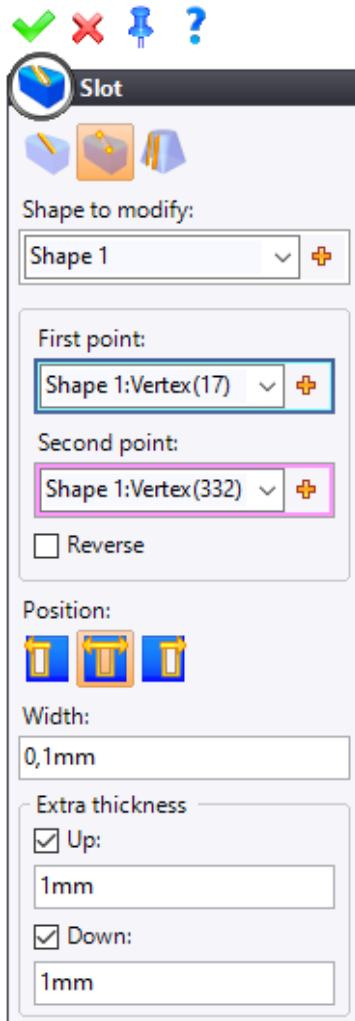 ?
Slot
Shape to modify:
Shape 1
First point:
Shape 1:Vertex(17)
Second point:
Shape 1:Vertex(332)
Reverse
Position:
Width:
0,1mm
Extra thickness
Up:
1mm
Down:
1mm